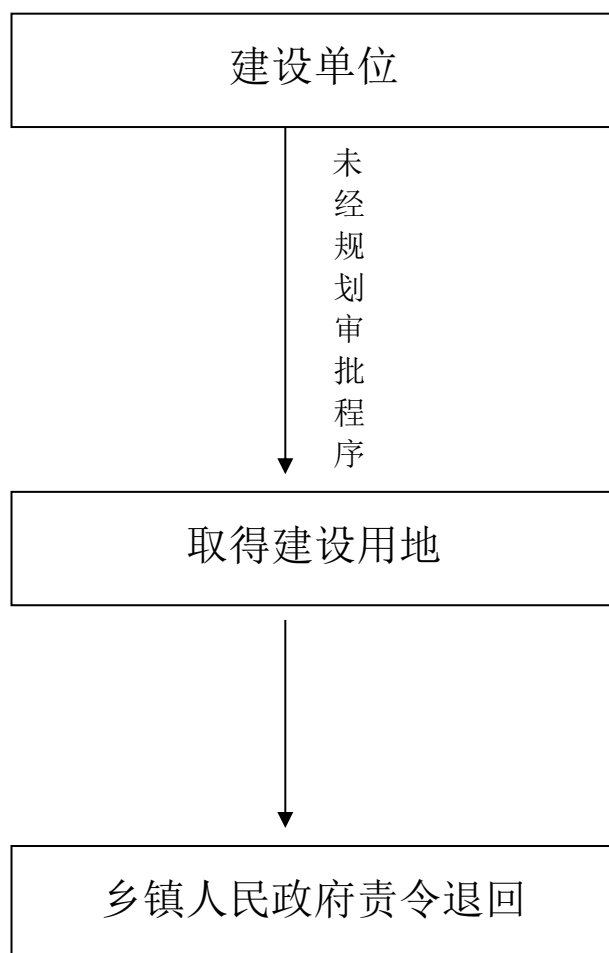 建设单位
未经规划审批程序
取得建设用地
乡镇人民政府责令退回